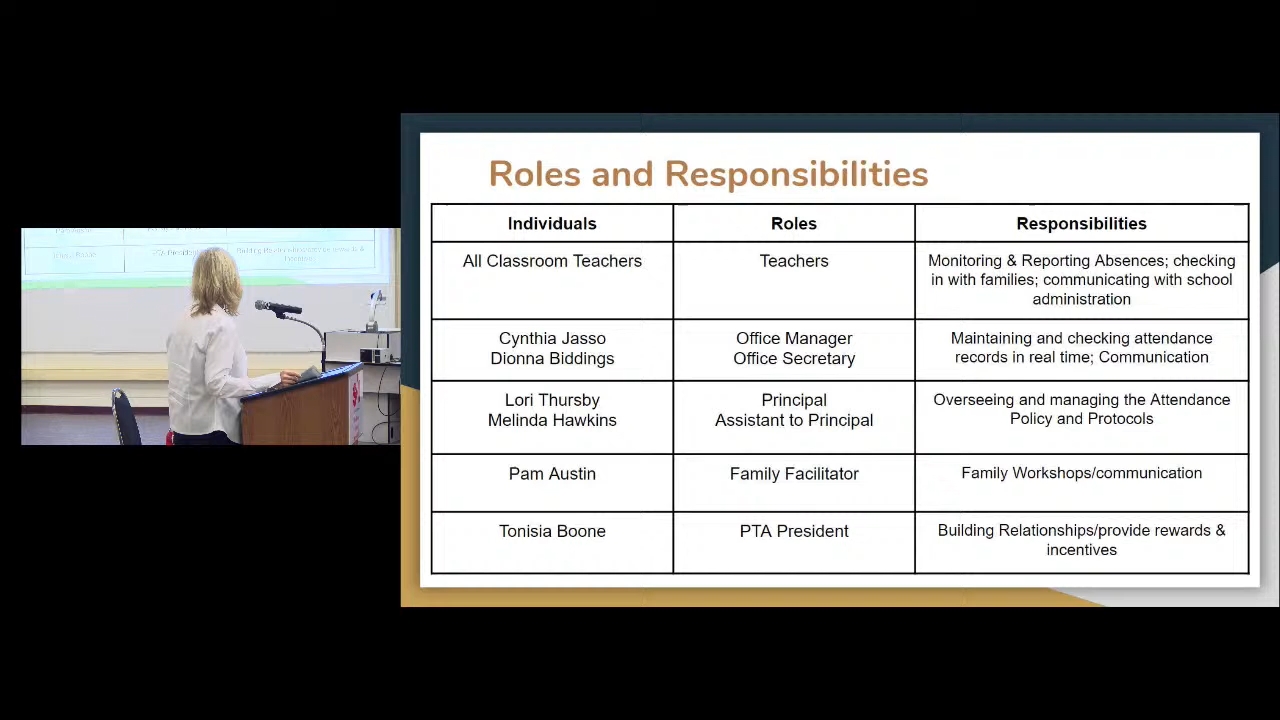 Roles and Responsibilities
Individuals
Roles
Responsibilities
All Classroom Teachers
Teachers
Monitoring & Reporting Absences; checking
in with families; communicating with school
administration
Cynthia Jasso
Dionna Biddings
Office Manager
Office Secretary
Maintaining and checking attendance
records in real time; Communication
Lori Thursby
Melinda Hawkins
Principal
Assistant to Principal
Overseeing and managing the Attendance
Policy and Protocols
Pam Austin
Family Facilitator
Family Workshops/communication
Tonisia Boone
PTA President
Building Relationships/provide rewards &
incentives